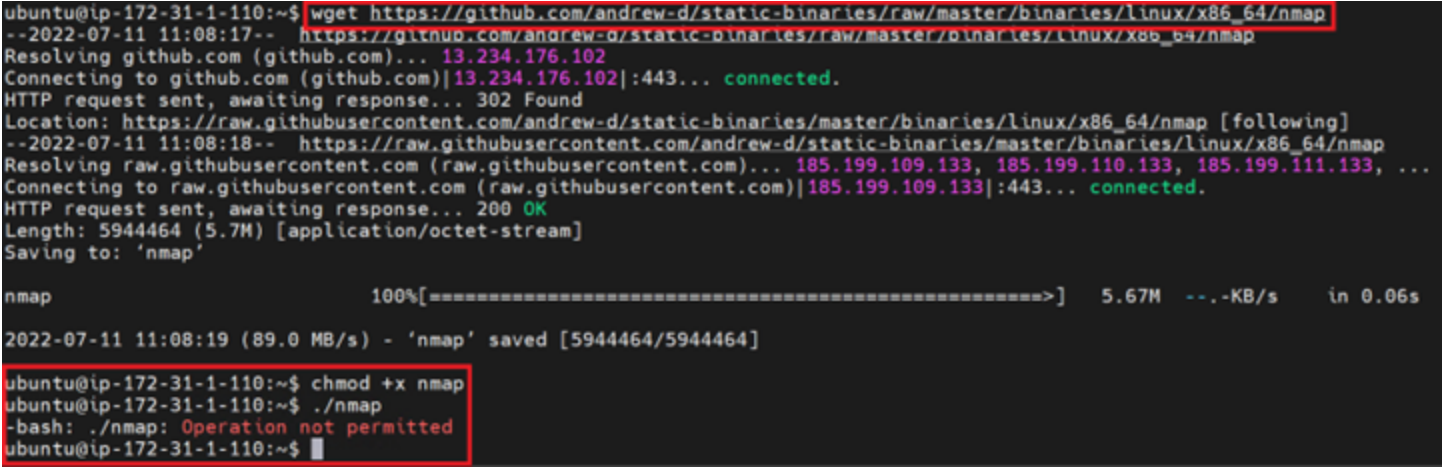 ubuntu@ip-172-31-1-110:~$ wget https://github.com/andrew-d/static-binaries/raw/master/binaries/linux/x86_64/nmap
--2022-07-11 11:08:17--  https://github.com/andrew-d/static-binaries/raw/master/binaries/linux/x86_64/nmap
Resolving github.com (github.com)... 13.234.176.102
Connecting to github.com (github.com)|13.234.176.102|:443... connected.
HTTP request sent, awaiting response... 302 Found
Location: https://raw.githubusercontent.com/andrew-d/static-binaries/master/binaries/linux/x86_64/nmap [following]
--2022-07-11 11:08:18--  https://raw.githubusercontent.com/andrew-d/static-binaries/master/binaries/linux/x86_64/nmap
Resolving raw.githubusercontent.com (raw.githubusercontent.com)... 185.199.109.133, 185.199.110.133, 185.199.111.133, ...
Connecting to raw.githubusercontent.com (raw.githubusercontent.com)|185.199.109.133|:443... connected.
HTTP request sent, awaiting response... 200 OK
Length: 5944464 (5.7M) [application/octet-stream]
Saving to: ‘nmap’
nmap 100%[===================================================>] 5.67M --.-KB/s in 0.06s
2022-07-11 11:08:19 (89.0 MB/s) - ‘nmap’ saved [5944464/5944464]
ubuntu@ip-172-31-1-110:~$ chmod +x nmap
ubuntu@ip-172-31-1-110:~$ ./nmap
-bash: ./nmap: Operation not permitted
ubuntu@ip-172-31-1-110:~$